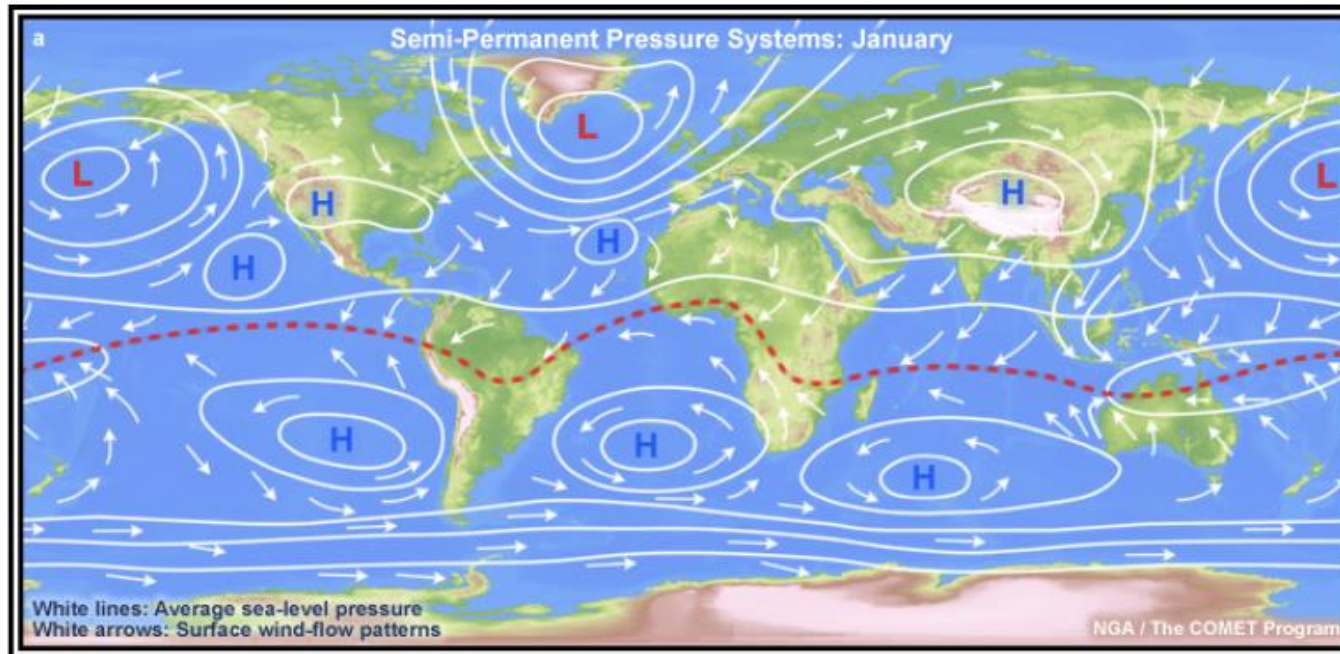 a
Semi-Permanent Pressure Systems: January
L
L
L
H
H
H
H
H
H
H
White lines: Average sea-level pressure
White arrows: Surface wind-flow patterns
NGA / The COMET Program